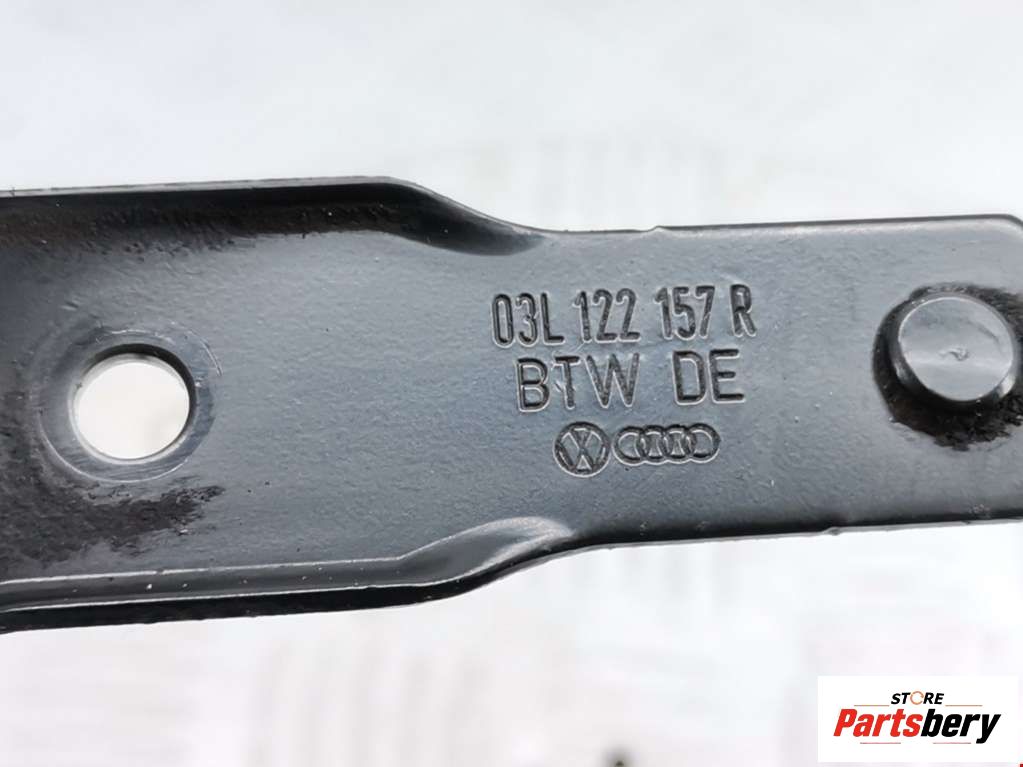 03L 122 157 R
BTW DE
STORE
Partsbery